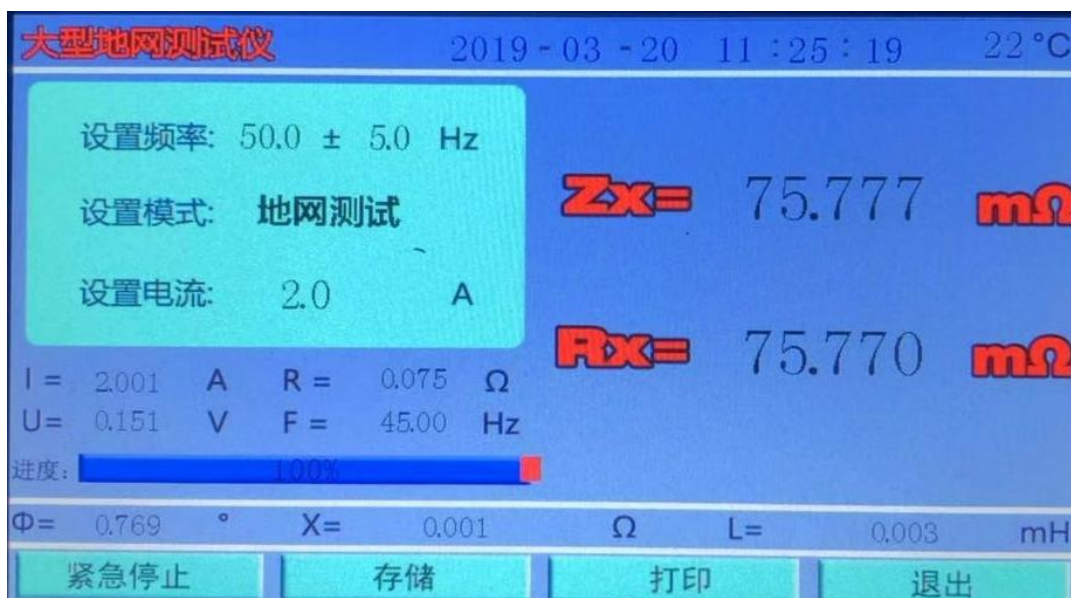 大型地网测试仪 2019-03-20 11:25:19 22°C
设置频率: 50.0 ± 5.0 Hz
设置模式: 地网测试
设置电流: 2.0 A
Zx= 75.777 mΩ
Rx= 75.770 mΩ
I = 2.001 A R = 0.075 Ω
U= 0.151 V F = 45.00 Hz
进度: 100%
Φ= 0.769 ° X= 0.001 Ω L= 0.003 mH
紧急停止 存储 打印 退出